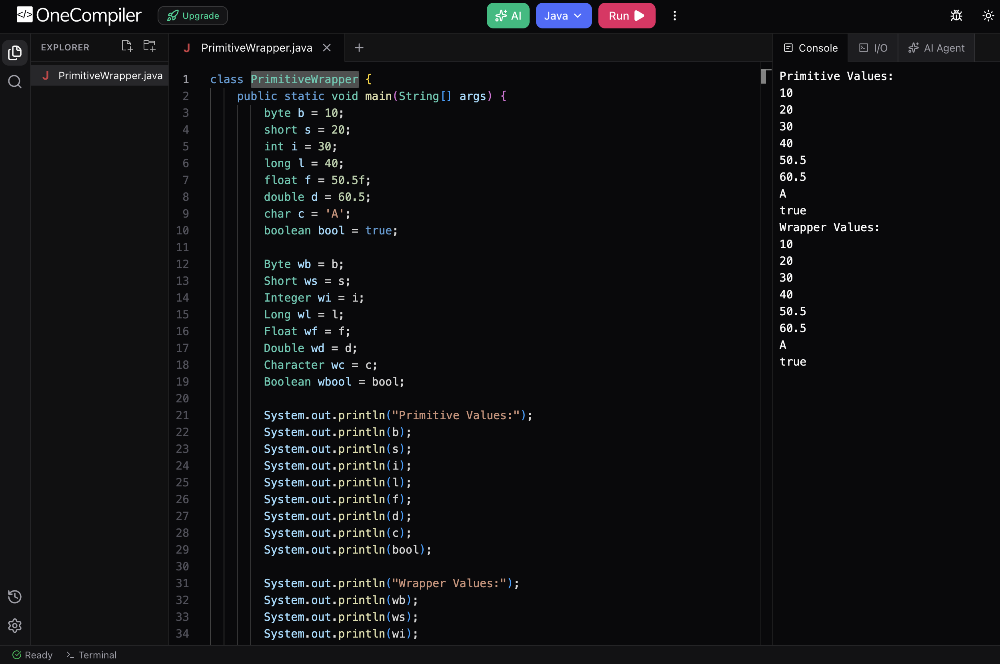 </> OneCompiler
Upgrade
AI
Java
Run
EXPLORER
PrimitiveWrapper.java
PrimitiveWrapper.java
1 class PrimitiveWrapper {
2 public static void main(String[] args) {
3 byte b = 10;
4 short s = 20;
5 int i = 30;
6 long l = 40;
7 float f = 50.5f;
8 double d = 60.5;
9 char c = 'A';
10 boolean bool = true;
11
12 Byte wb = b;
13 Short ws = s;
14 Integer wi = i;
15 Long wl = l;
16 Float wf = f;
17 Double wd = d;
18 Character wc = c;
19 Boolean wbool = bool;
20
21 System.out.println("Primitive Values:");
22 System.out.println(b);
23 System.out.println(s);
24 System.out.println(i);
25 System.out.println(l);
26 System.out.println(f);
27 System.out.println(d);
28 System.out.println(c);
29 System.out.println(bool);
30
31 System.out.println("Wrapper Values:");
32 System.out.println(wb);
33 System.out.println(ws);
34 System.out.println(wi);
Console
I/O
AI Agent
Primitive Values:
10
20
30
40
50.5
60.5
A
true
Wrapper Values:
10
20
30
40
50.5
60.5
A
true
Ready
Terminal